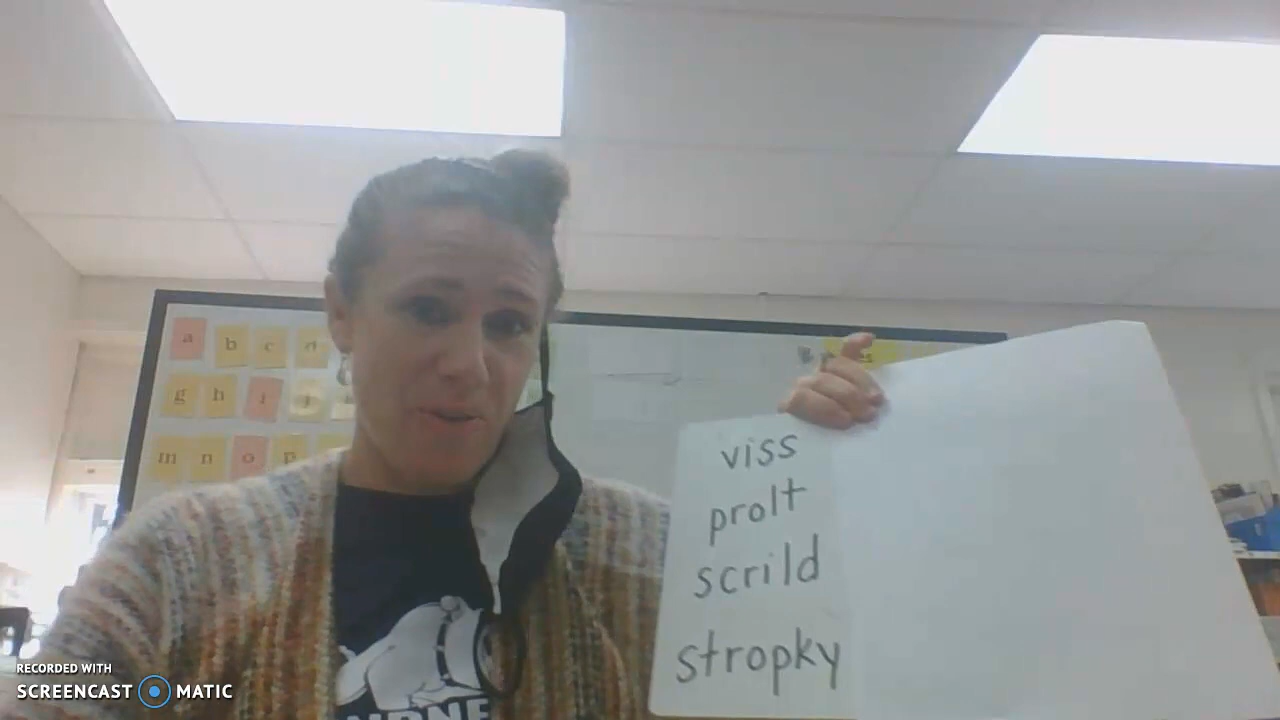 a b c d
g h i j
m n o p
viss
prolt
scrild
stropky
RECORDED WITH
SCREENCAST MATIC